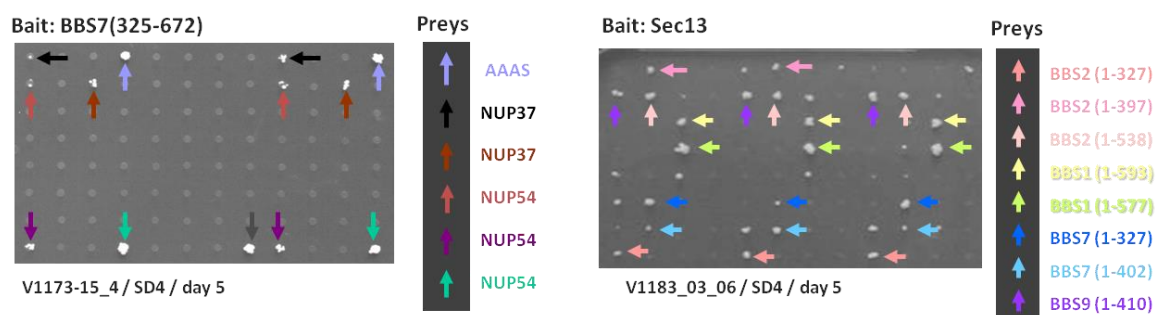 Bait: BBS7(325-672)
Preys
AAAS
NUP37
NUP37
NUP54
NUP54
NUP54
V1173-15_4 / SD4 / day 5
Bait: Sec13
Preys
BBS2 (1-327)
BBS2 (1-397)
BBS2 (1-538)
BBS1 (1-593)
BBS1 (1-577)
BBS7 (1-327)
BBS7 (1-402)
BBS9 (1-410)
V1183_03_06 / SD4 / day 5